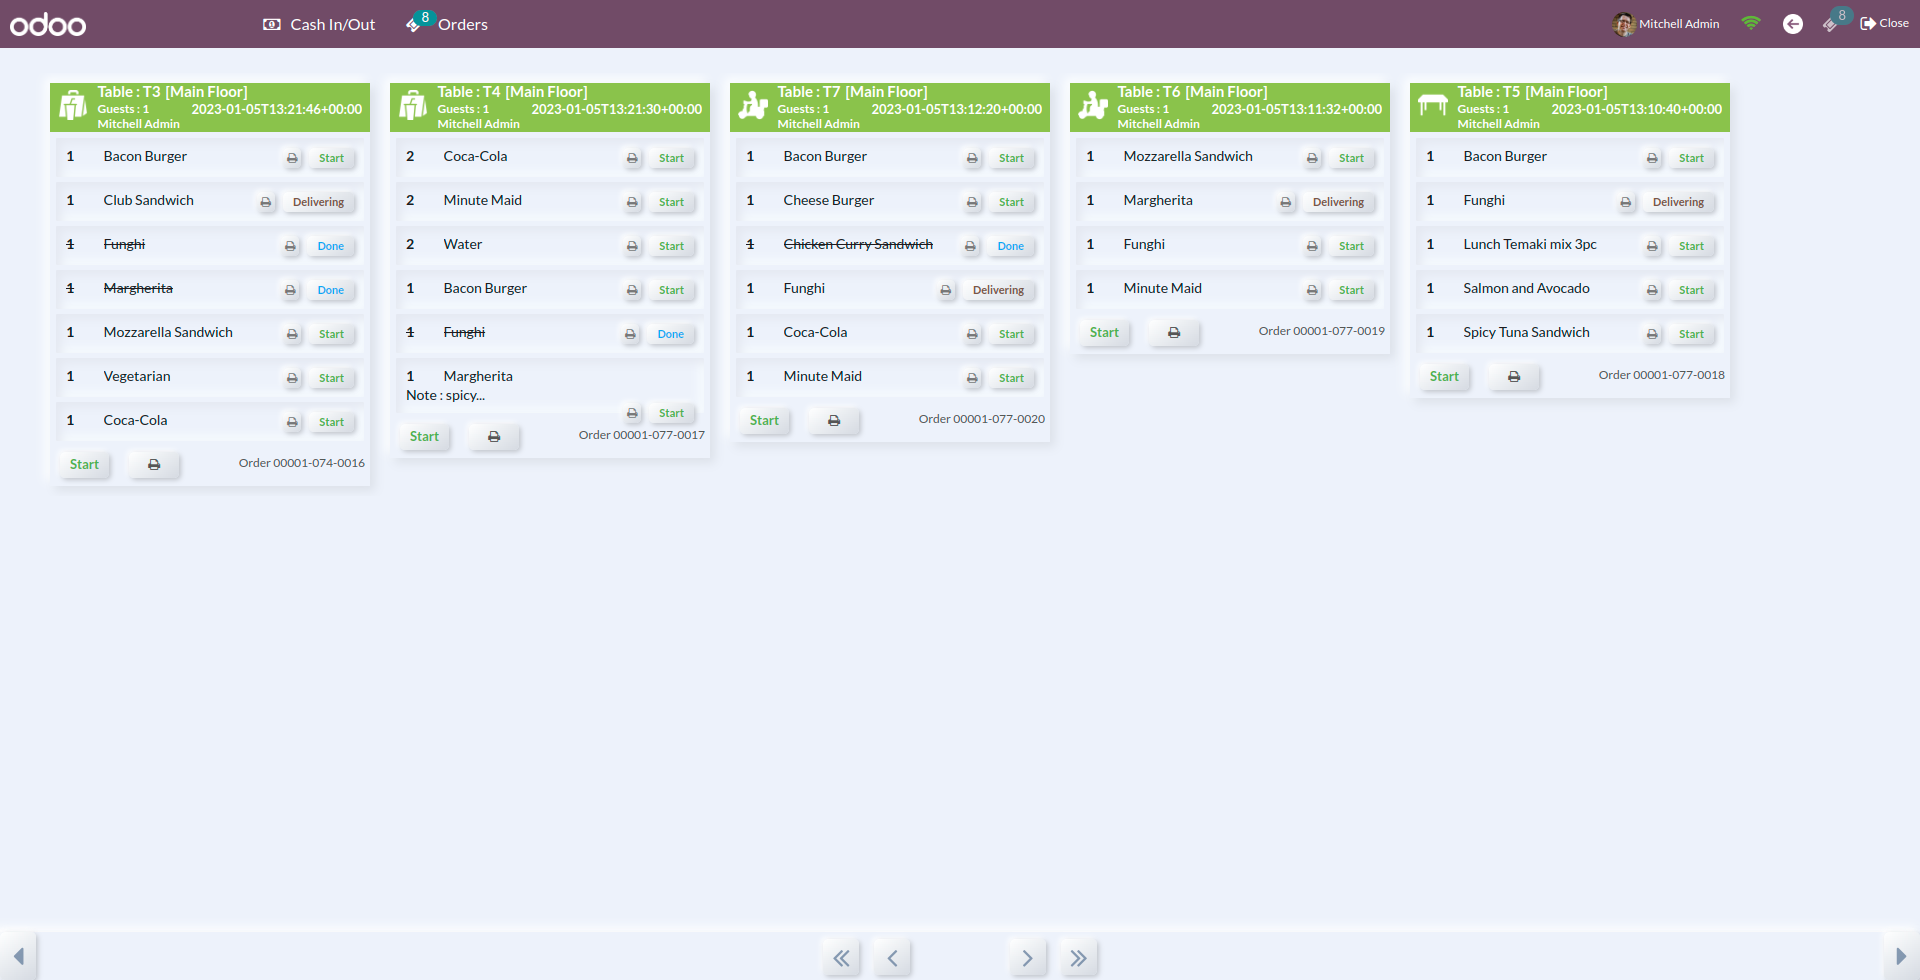 odoo
Cash In/Out
8
Orders
Mitchell Admin
8
Close
Table : T3 [Main Floor]
Guests : 1
2023-01-05T13:21:46+00:00
Mitchell Admin
1 Bacon Burger Start
1 Club Sandwich Delivering
1 Funghi Done
1 Margherita Done
1 Mozzarella Sandwich Start
1 Vegetarian Start
1 Coca-Cola Start
Start Order 00001-074-0016
Table : T4 [Main Floor]
Guests : 1
2023-01-05T13:21:30+00:00
Mitchell Admin
2 Coca-Cola Start
2 Minute Maid Start
2 Water Start
1 Bacon Burger Start
1 Funghi Done
1 Margherita
Note : spicy...
Start
Start Order 00001-077-0017
Table : T7 [Main Floor]
Guests : 1
2023-01-05T13:12:20+00:00
Mitchell Admin
1 Bacon Burger Start
1 Cheese Burger Start
1 Chicken Curry Sandwich Done
1 Funghi Delivering
1 Coca-Cola Start
1 Minute Maid Start
Start Order 00001-077-0020
Table : T6 [Main Floor]
Guests : 1
2023-01-05T13:11:32+00:00
Mitchell Admin
1 Mozzarella Sandwich Start
1 Margherita Delivering
1 Funghi Start
1 Minute Maid Start
Start Order 00001-077-0019
Table : T5 [Main Floor]
Guests : 1
2023-01-05T13:10:40+00:00
Mitchell Admin
1 Bacon Burger Start
1 Funghi Delivering
1 Lunch Temaki mix 3pc Start
1 Salmon and Avocado Start
1 Spicy Tuna Sandwich Start
Start Order 00001-077-0018